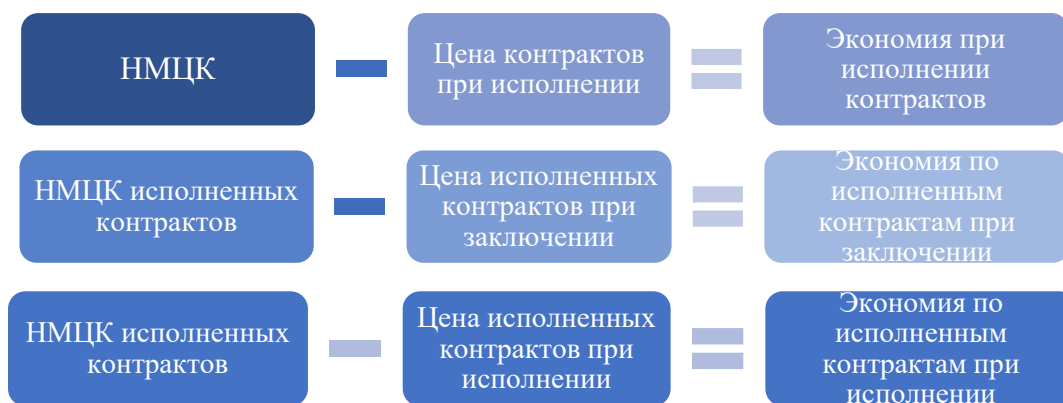 НМЦК
Цена контрактов
при исполнении
Экономия при
исполнении
контрактов
НМЦК исполненных
контрактов
Цена исполненных
контрактов при
заключении
Экономия по
исполненным
контрактам при
заключении
НМЦК исполненных
контрактов
Цена исполненных
контрактов при
исполнении
Экономия по
исполненным
контрактам при
исполнении